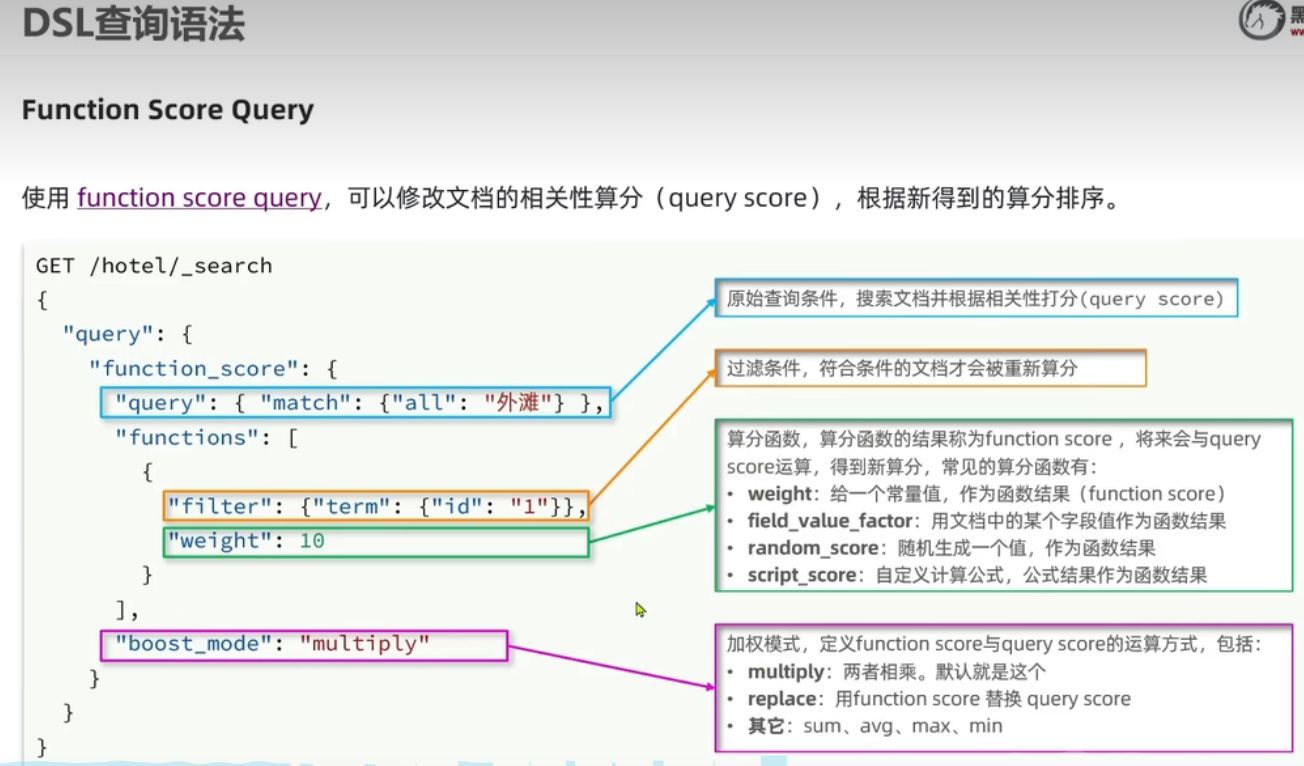 DSL查询语法
黑
ww
Function Score Query
使用 function score query，可以修改文档的相关性算分（query score），根据新得到的算分排序。
GET /hotel/_search
{
"query": {
"function_score": {
"query": { "match": {"all": "外滩"} },
"functions": [
{
"filter": {"term": {"id": "1"}},
"weight": 10
}
],
"boost_mode": "multiply"
}
}
}
原始查询条件，搜索文档并根据相关性打分(query score)
过滤条件，符合条件的文档才会被重新算分
算分函数，算分函数的结果称为function score ，将来会与query
score运算，得到新算分，常见的算分函数有：
• weight：给一个常量值，作为函数结果（function score）
• field_value_factor：用文档中的某个字段值作为函数结果
• random_score：随机生成一个值，作为函数结果
• script_score：自定义计算公式，公式结果作为函数结果
加权模式，定义function score与query score的运算方式，包括：
• multiply：两者相乘。默认就是这个
• replace：用function score 替换 query score
• 其它：sum、avg、max、min